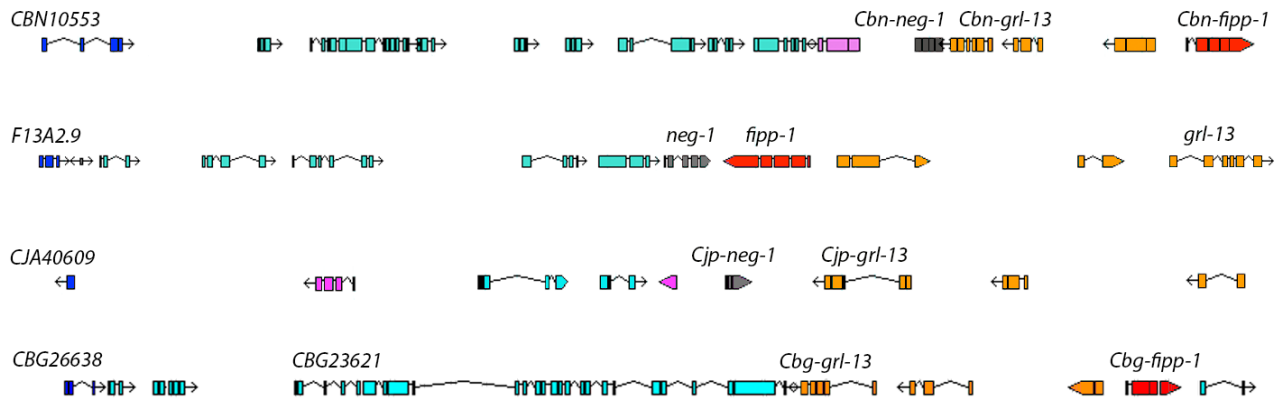 CBN10553 Cbn-neg-1 Cbn-grl-13 Cbn-fipp-1
F13A2.9 neg-1 fipp-1 grl-13
CJA40609 Cjp-neg-1 Cjp-grl-13
CBG26638 CBG23621 Cbg-grl-13 Cbg-fipp-1